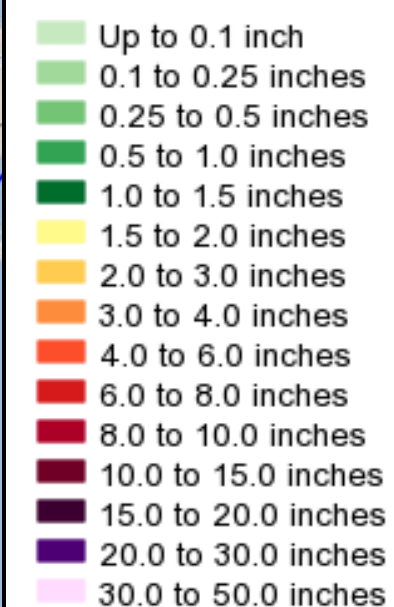 Up to 0.1 inch
0.1 to 0.25 inches
0.25 to 0.5 inches
0.5 to 1.0 inches
1.0 to 1.5 inches
1.5 to 2.0 inches
2.0 to 3.0 inches
3.0 to 4.0 inches
4.0 to 6.0 inches
6.0 to 8.0 inches
8.0 to 10.0 inches
10.0 to 15.0 inches
15.0 to 20.0 inches
20.0 to 30.0 inches
30.0 to 50.0 inches